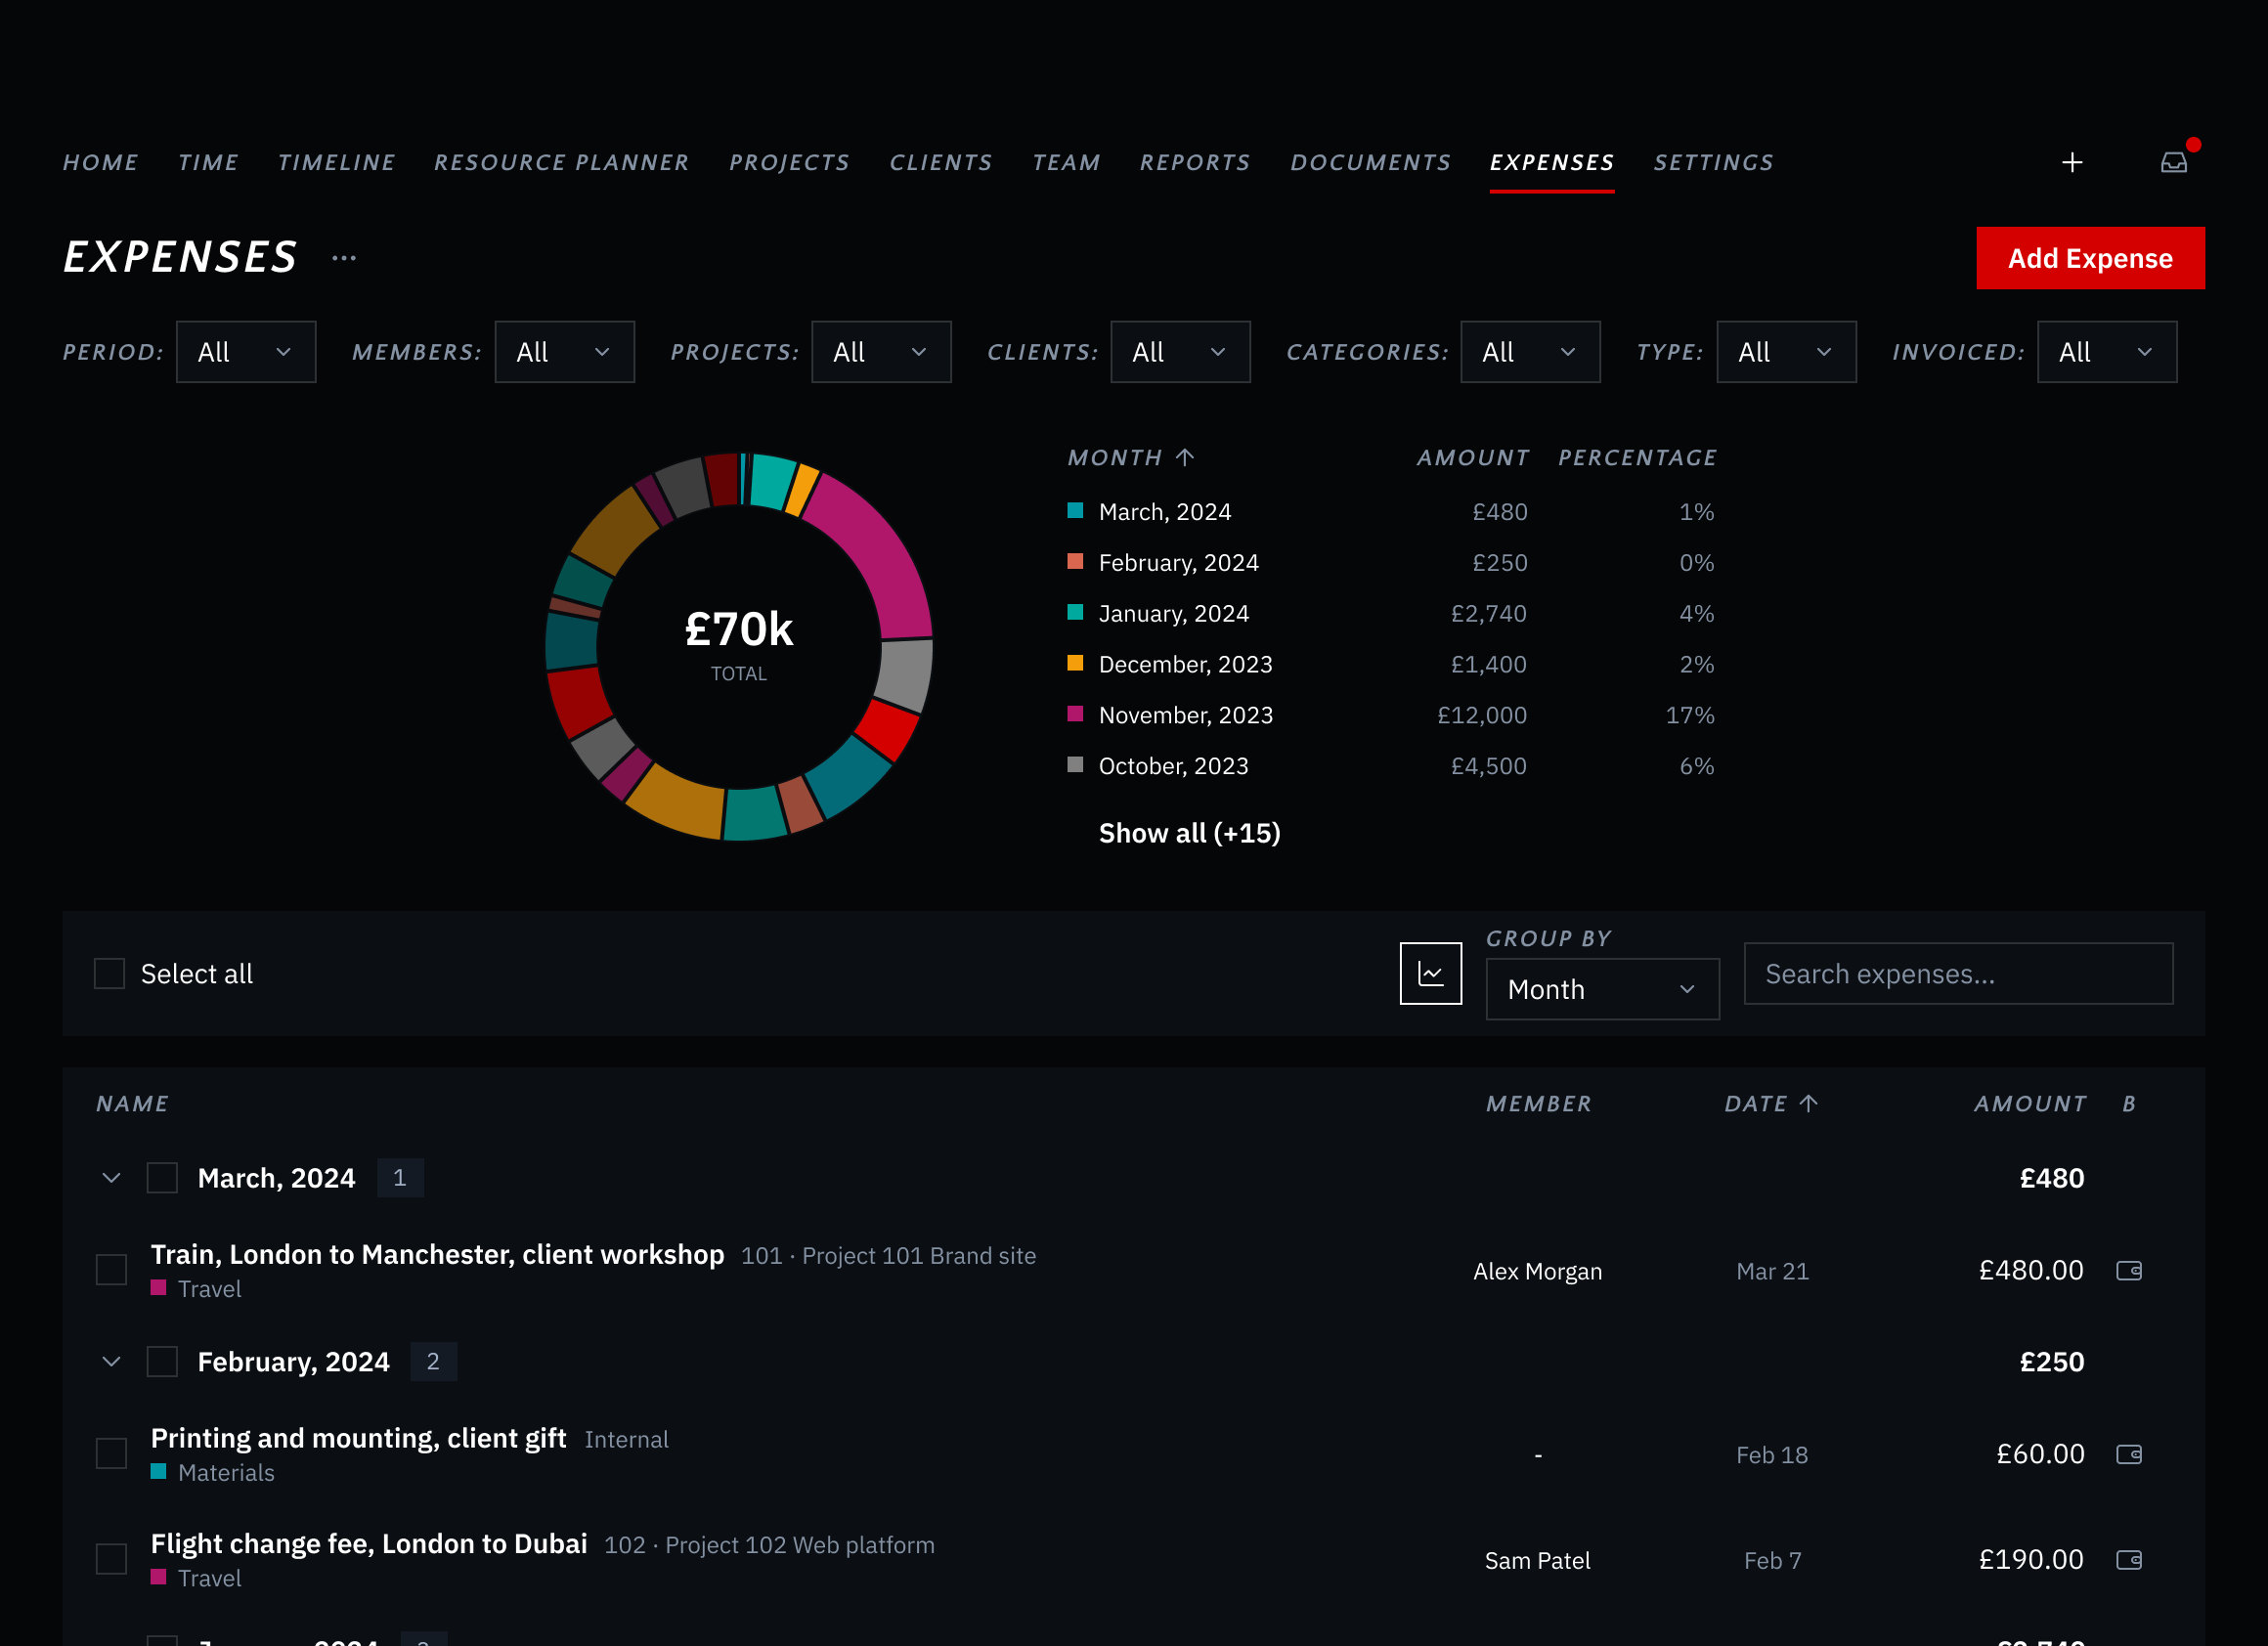 HOME TIME TIMELINE RESOURCE PLANNER PROJECTS CLIENTS TEAM REPORTS DOCUMENTS EXPENSES SETTINGS
EXPENSES ...
Add Expense
PERIOD: All MEMBERS: All PROJECTS: All CLIENTS: All CATEGORIES: All TYPE: All INVOICED: All
£70k
TOTAL
MONTH ↑ AMOUNT PERCENTAGE
March, 2024 £480 1%
February, 2024 £250 0%
January, 2024 £2,740 4%
December, 2023 £1,400 2%
November, 2023 £12,000 17%
October, 2023 £4,500 6%
Show all (+15)
Select all
GROUP BY
Month
Search expenses...
NAME MEMBER DATE ↑ AMOUNT B
March, 2024 1 £480
Train, London to Manchester, client workshop 101 · Project 101 Brand site
Travel
Alex Morgan Mar 21 £480.00
February, 2024 2 £250
Printing and mounting, client gift Internal
Materials
- Feb 18 £60.00
Flight change fee, London to Dubai 102 · Project 102 Web platform
Travel
Sam Patel Feb 7 £190.00